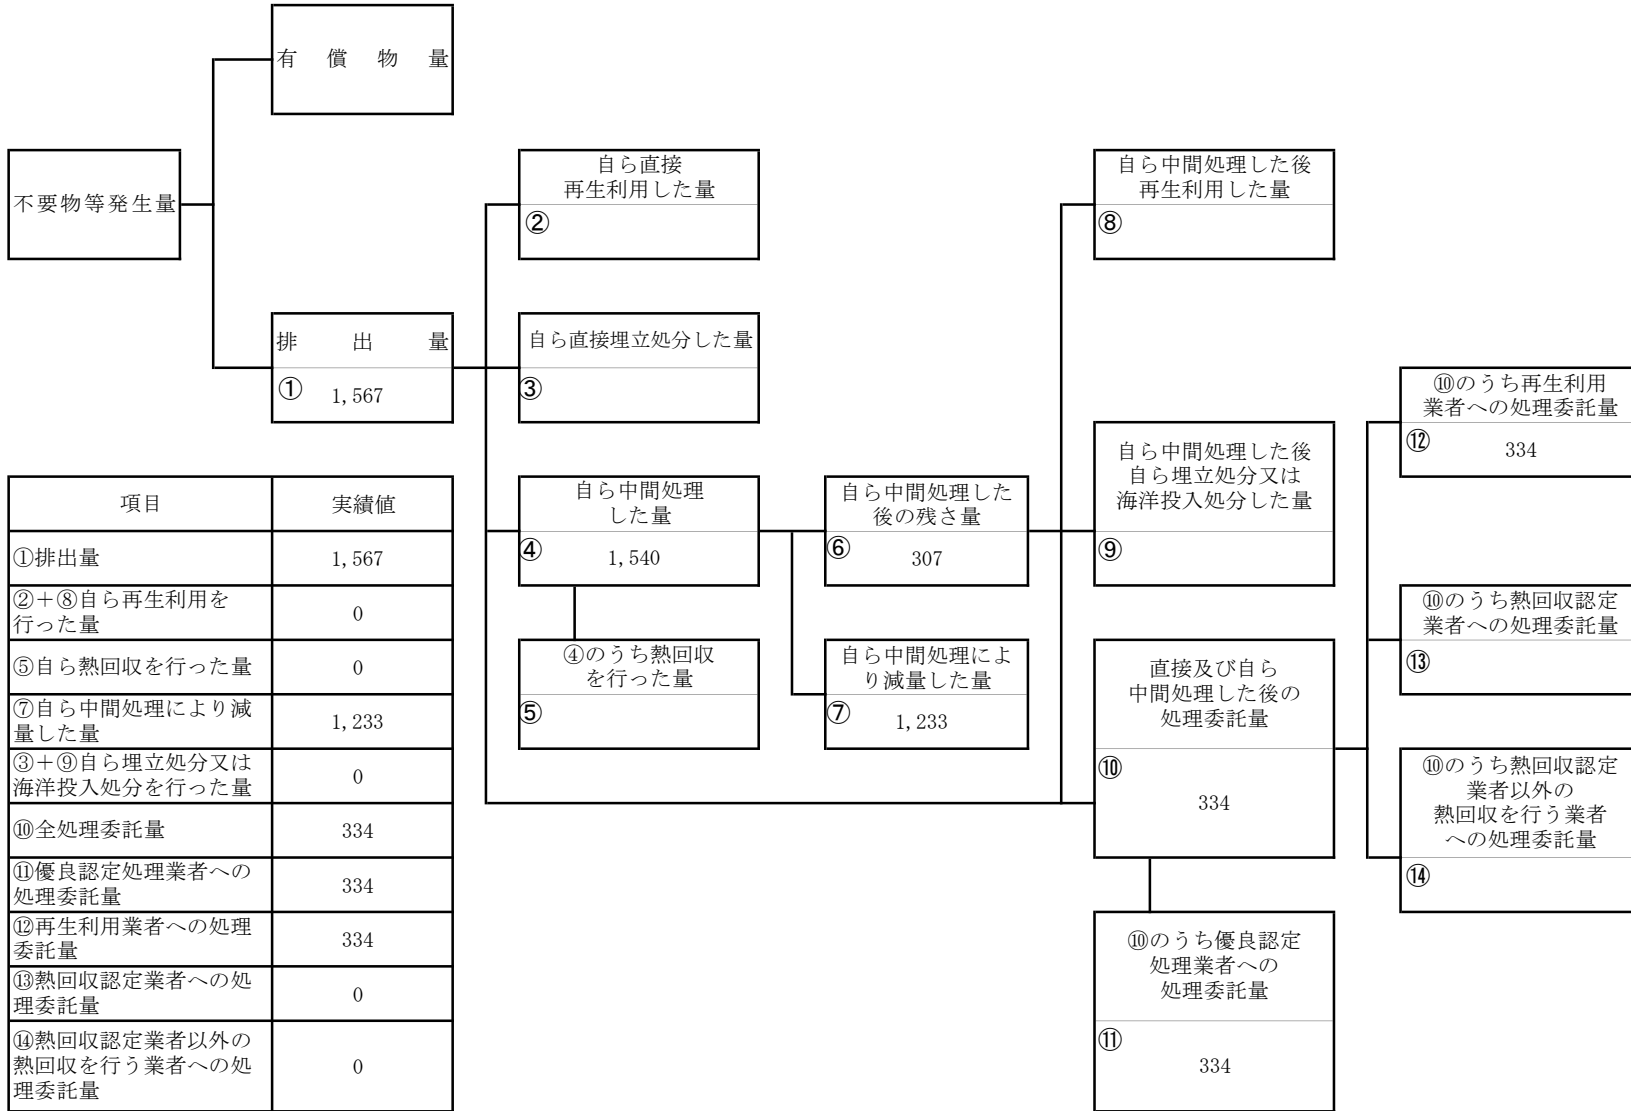 有償物量
不要物等発生量
排出量
①
1,567
自ら直接
再生利用した量
②
自ら直接埋立処分した量
③
自ら中間処理
した量
④
1,540
④のうち熱回収
を行った量
⑤
自ら中間処理した
後の残さ量
⑥
307
自ら中間処理によ
り減量した量
⑦
1,233
自ら中間処理した後
再生利用した量
⑧
自ら中間処理した後
自ら埋立処分又は
海洋投入処分した量
⑨
直接及び自ら
中間処理した後の
処理委託量
⑩
334
⑩のうち優良認定
処理業者への
処理委託量
⑪
334
⑩のうち再生利用
業者への処理委託量
⑫
334
⑩のうち熱回収認定
業者への処理委託量
⑬
⑩のうち熱回収認定
業者以外の
熱回収を行う業者
への処理委託量
⑭
項目 実績値
①排出量 1,567
②+⑧自ら再生利用を
行った量 0
⑤自ら熱回収を行った量 0
⑦自ら中間処理により減
量した量 1,233
③+⑨自ら埋立処分又は
海洋投入処分を行った量 0
⑩全処理委託量 334
⑪優良認定処理業者への
処理委託量 334
⑫再生利用業者への処理
委託量 334
⑬熱回収認定業者への処
理委託量 0
⑭熱回収認定業者以外の
熱回収を行う業者への処
理委託量 0